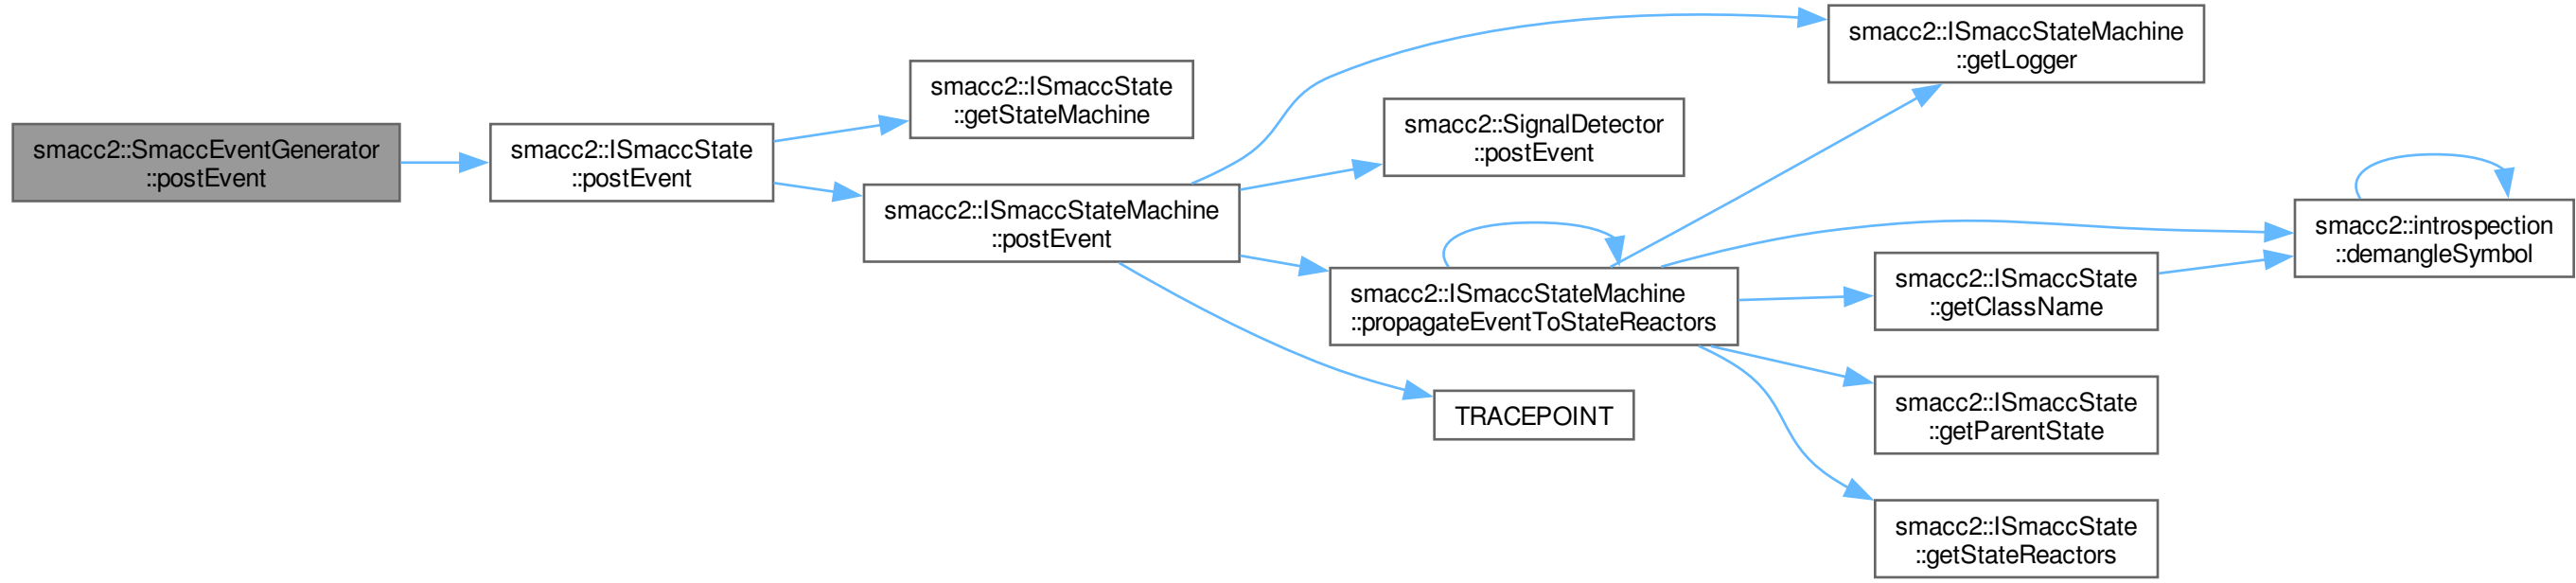 smacc2::SmaccEventGenerator
::postEvent
smacc2::ISmaccState
::postEvent
smacc2::ISmaccState
::getStateMachine
smacc2::ISmaccStateMachine
::postEvent
smacc2::ISmaccStateMachine
::getLogger
smacc2::SignalDetector
::postEvent
smacc2::ISmaccStateMachine
::propagateEventToStateReactors
TRACEPOINT
smacc2::introspection
::demangleSymbol
smacc2::ISmaccState
::getClassName
smacc2::ISmaccState
::getParentState
smacc2::ISmaccState
::getStateReactors